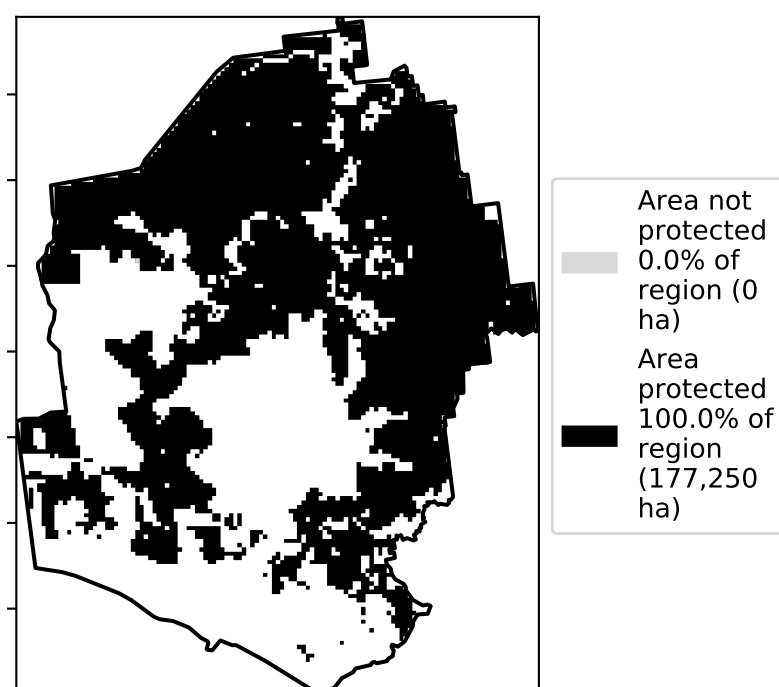 Area not
protected
0.0% of
region (0
ha)
Area
protected
100.0% of
region
(177,250
ha)